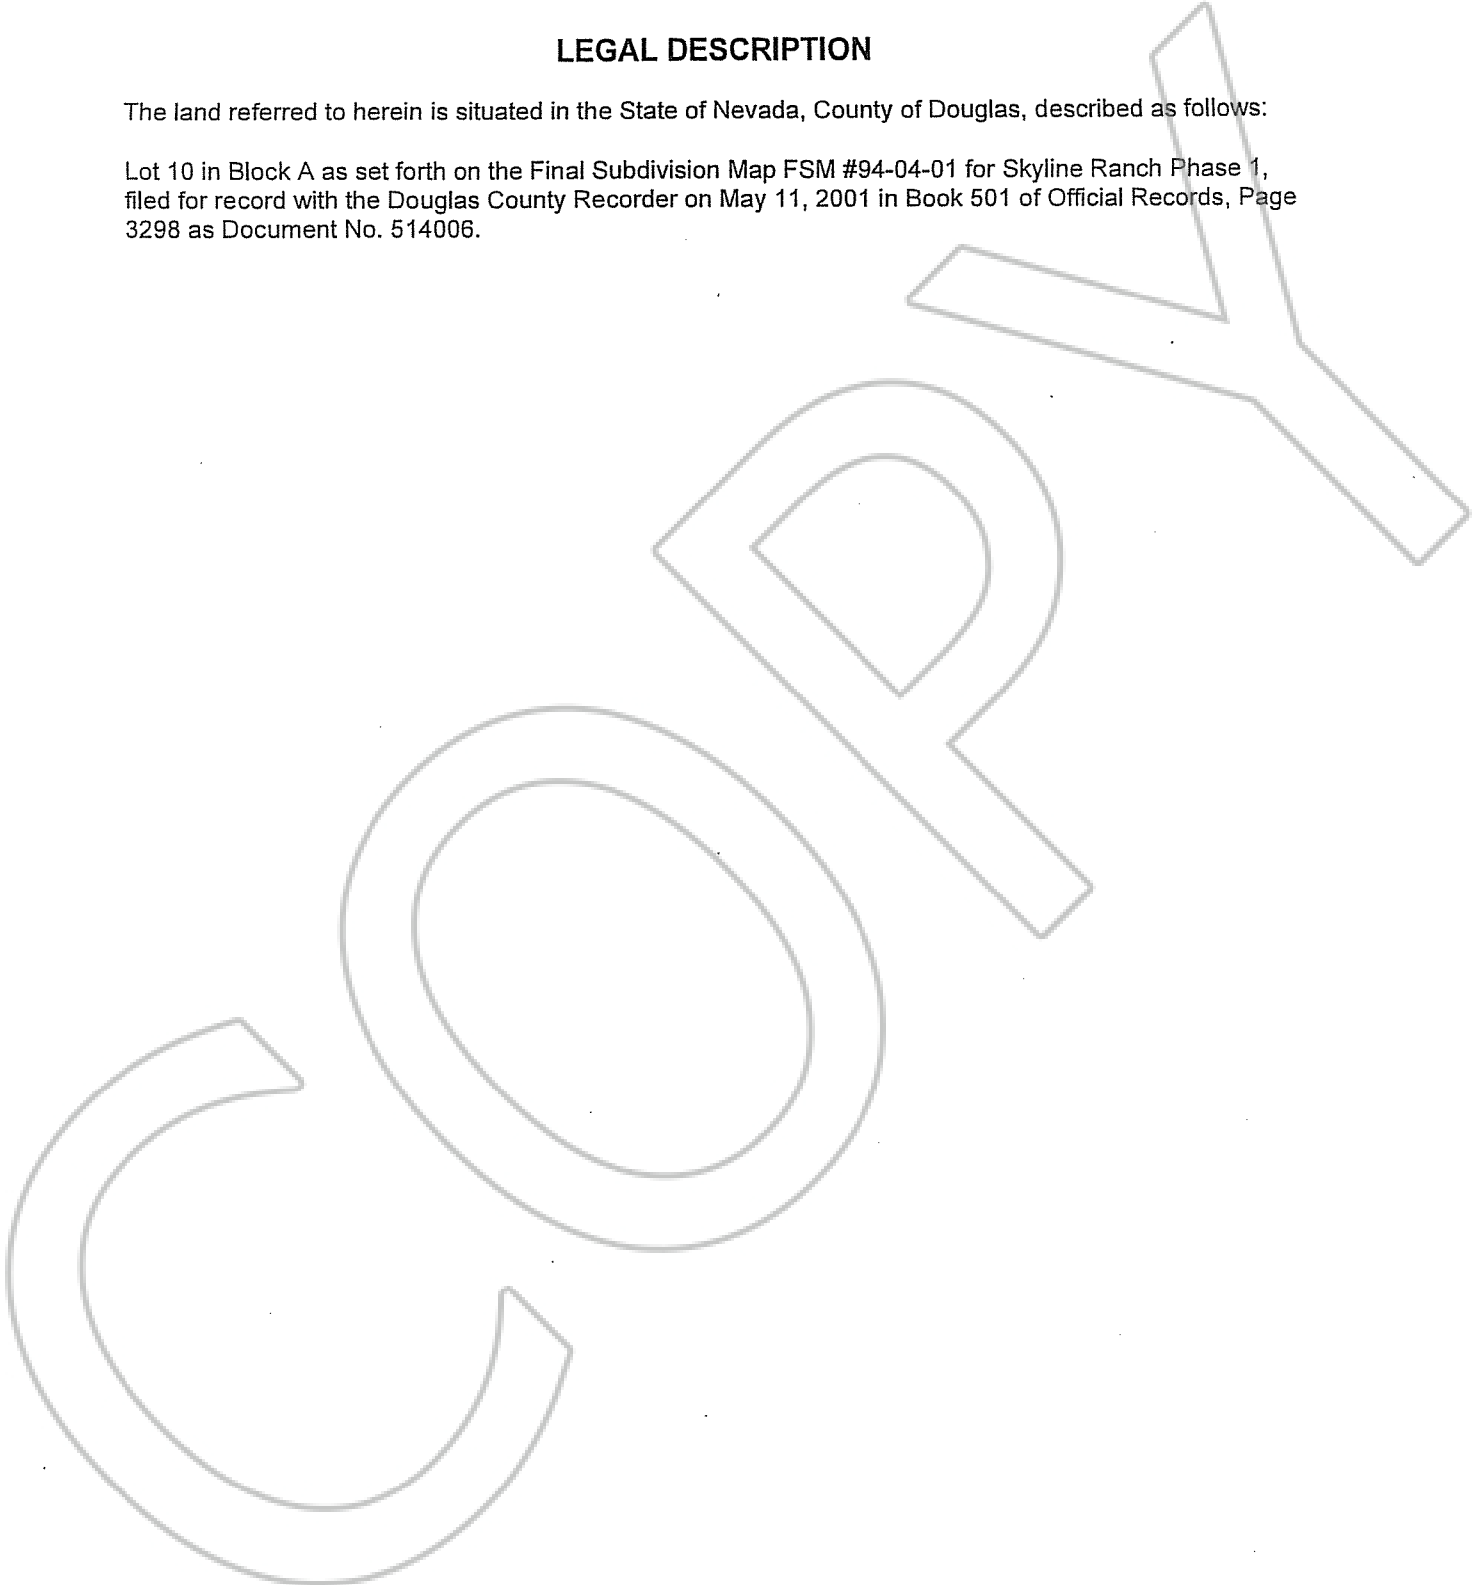 LEGAL DESCRIPTION
The land referred to herein is situated in the State of Nevada, County of Douglas, described as follows:
Lot 10 in Block A as set forth on the Final Subdivision Map FSM #94-04-01 for Skyline Ranch Phase 1,
filed for record with the Douglas County Recorder on May 11, 2001 in Book 501 of Official Records, Page
3298 as Document No. 514006.
COPY